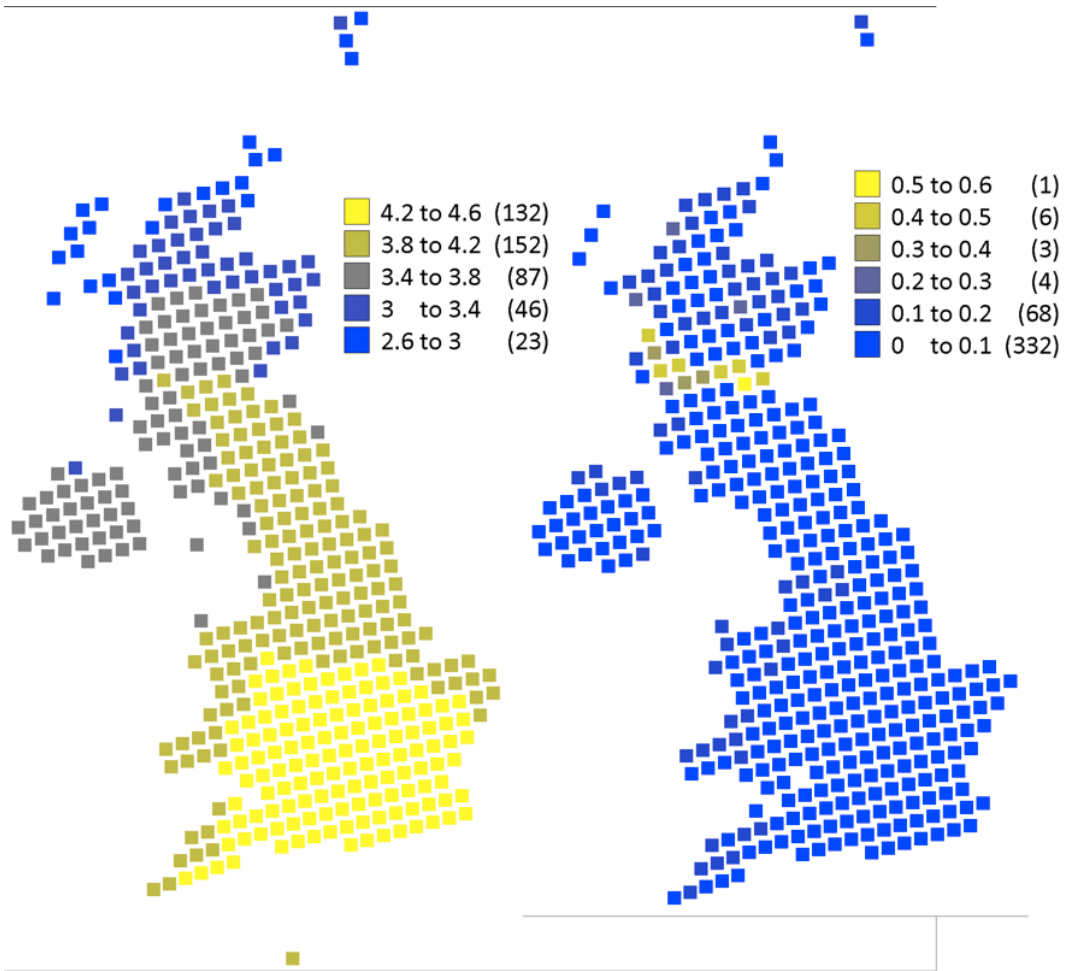 4.2 to 4.6 (132)
3.8 to 4.2 (152)
3.4 to 3.8 (87)
3 to 3.4 (46)
2.6 to 3 (23)
0.5 to 0.6 (1)
0.4 to 0.5 (6)
0.3 to 0.4 (3)
0.2 to 0.3 (4)
0.1 to 0.2 (68)
0 to 0.1 (332)